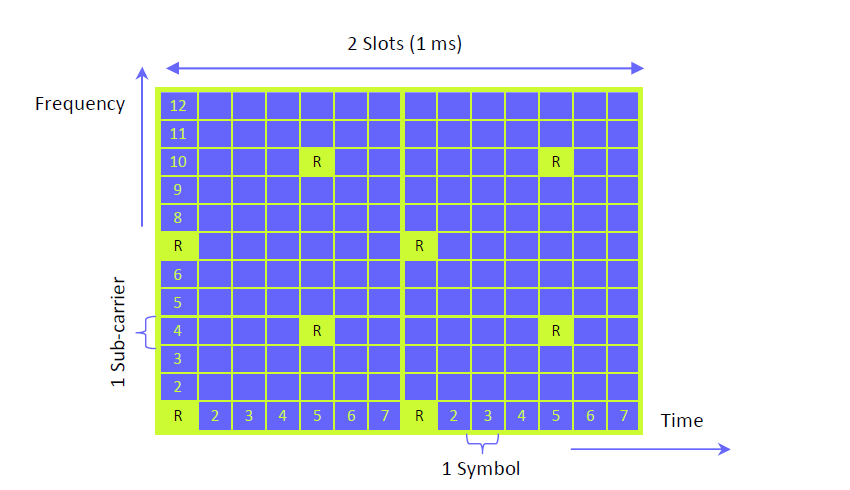 2 Slots (1 ms)
Frequency
12
11
10 R R
9
8
R R
6
5
1 Sub-carrier
4 R R
3
2
R 2 3 4 5 6 7 R 2 3 4 5 6 7
Time
1 Symbol